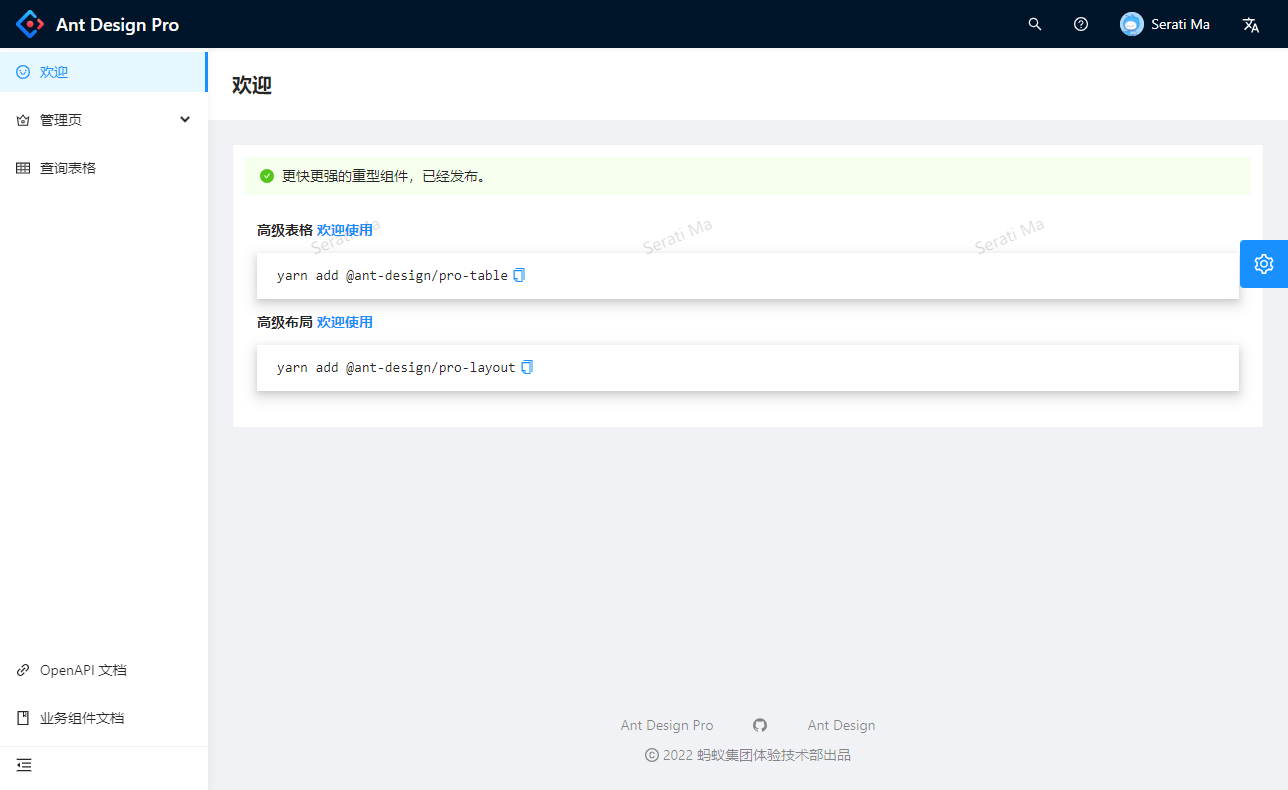 Ant Design Pro
Serati Ma
欢迎
管理页
查询表格
OpenAPI 文档
业务组件文档
欢迎
更快更强的重型组件，已经发布。
高级表格 欢迎使用
Serati Ma
Serati Ma
Serati Ma
yarn add @ant-design/pro-table
高级布局 欢迎使用
yarn add @ant-design/pro-layout
Ant Design Pro
Ant Design
© 2022 蚂蚁集团体验技术部出品